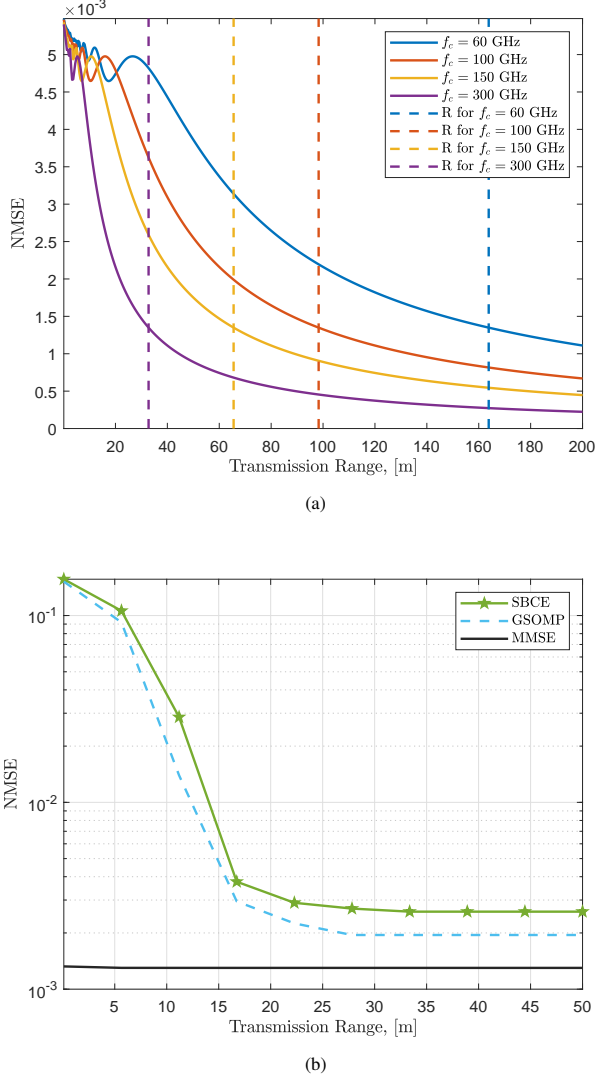 ×10⁻³
5
4.5
4
3.5
3
2.5
2
1.5
1
0.5
0
NMSE
f_c = 60 GHz
f_c = 100 GHz
f_c = 150 GHz
f_c = 300 GHz
R for f_c = 60 GHz
R for f_c = 100 GHz
R for f_c = 150 GHz
R for f_c = 300 GHz
20 40 60 80 100 120 140 160 180 200
Transmission Range, [m]
(a)
10⁻¹
10⁻²
10⁻³
NMSE
SBCE
GSOMP
MMSE
5 10 15 20 25 30 35 40 45 50
Transmission Range, [m]
(b)